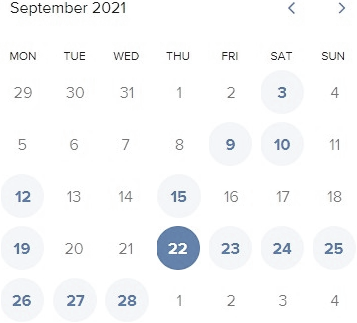 September 2021
MON TUE WED THU FRI SAT SUN
29 30 31 1 2 3 4
5 6 7 8 9 10 11
12 13 14 15 16 17 18
19 20 21 22 23 24 25
26 27 28 1 2 3 4